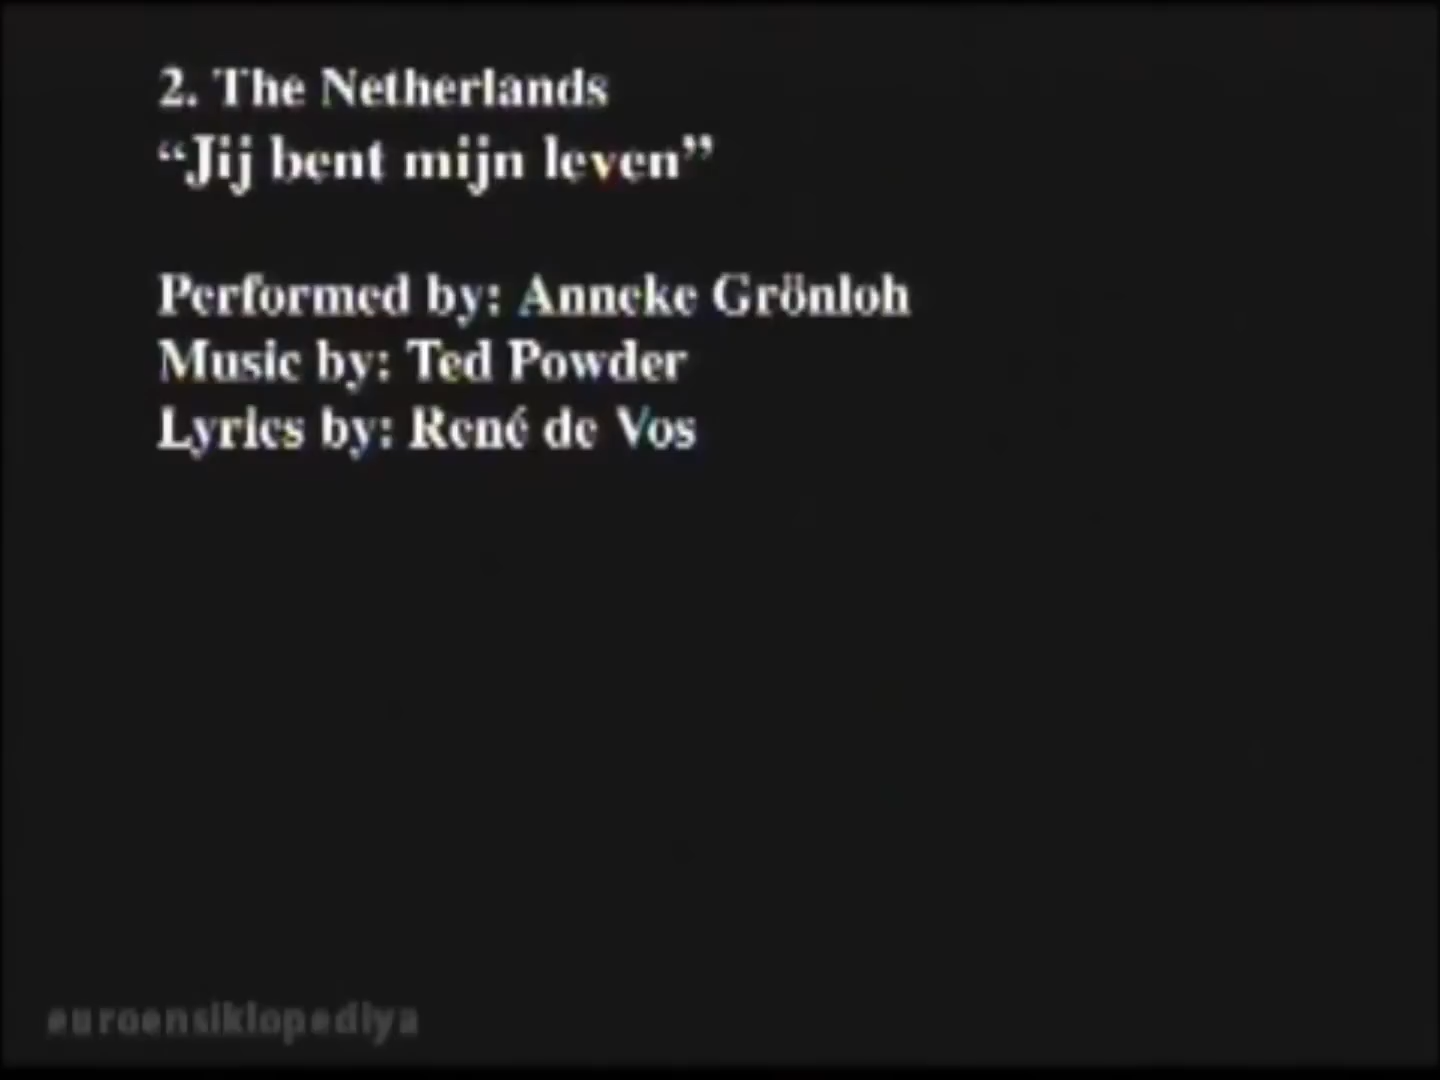 2. The Netherlands
“Jij bent mijn leven”
Performed by: Anneke Grönloh
Music by: Ted Powder
Lyrics by: René de Vos
euroensiklopediya